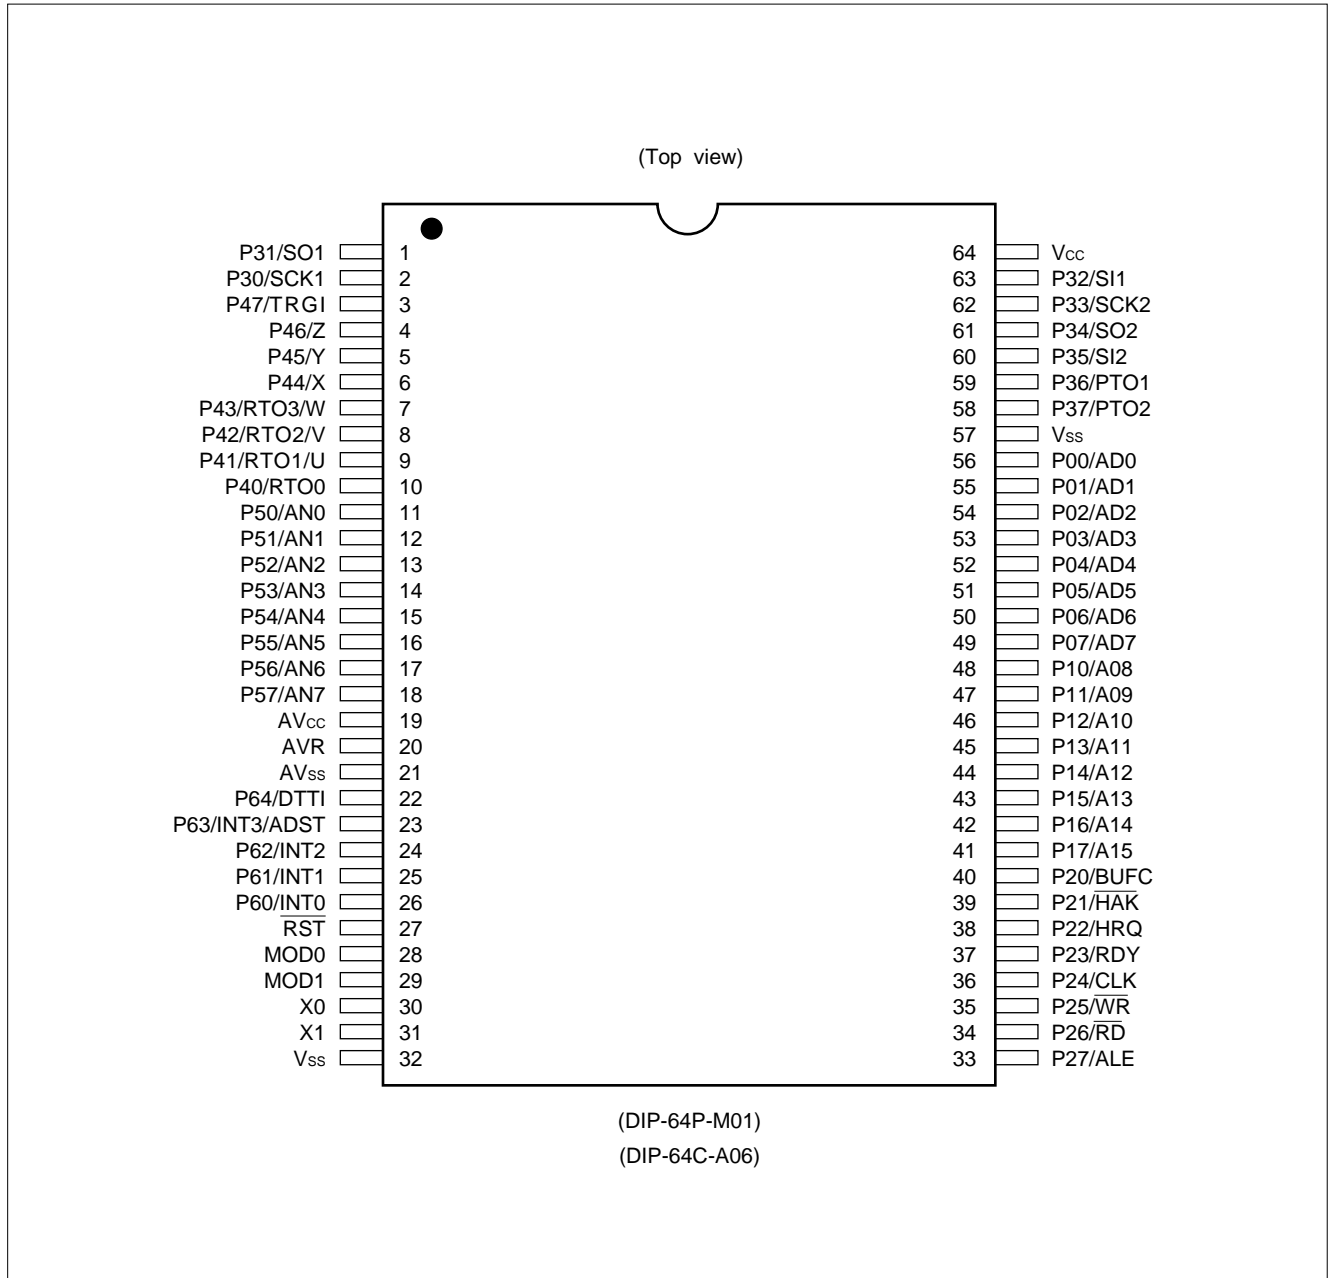 (Top view)
P31/SO1 1 64 Vcc
P30/SCK1 2 63 P32/SI1
P47/TRGI 3 62 P33/SCK2
P46/Z 4 61 P34/SO2
P45/Y 5 60 P35/SI2
P44/X 6 59 P36/PTO1
P43/RTO3/W 7 58 P37/PTO2
P42/RTO2/V 8 57 Vss
P41/RTO1/U 9 56 P00/AD0
P40/RTO0 10 55 P01/AD1
P50/AN0 11 54 P02/AD2
P51/AN1 12 53 P03/AD3
P52/AN2 13 52 P04/AD4
P53/AN3 14 51 P05/AD5
P54/AN4 15 50 P06/AD6
P55/AN5 16 49 P07/AD7
P56/AN6 17 48 P10/A08
P57/AN7 18 47 P11/A09
AVcc 19 46 P12/A10
AVR 20 45 P13/A11
AVss 21 44 P14/A12
P64/DTTI 22 43 P15/A13
P63/INT3/ADST 23 42 P16/A14
P62/INT2 24 41 P17/A15
P61/INT1 25 40 P20/BUFC
P60/INT0 26 39 P21/H̅A̅K̅
R̅S̅T̅ 27 38 P22/HRQ
MOD0 28 37 P23/RDY
MOD1 29 36 P24/CLK
X0 30 35 P25/W̅R̅
X1 31 34 P26/R̅D̅
Vss 32 33 P27/ALE
(DIP-64P-M01)
(DIP-64C-A06)